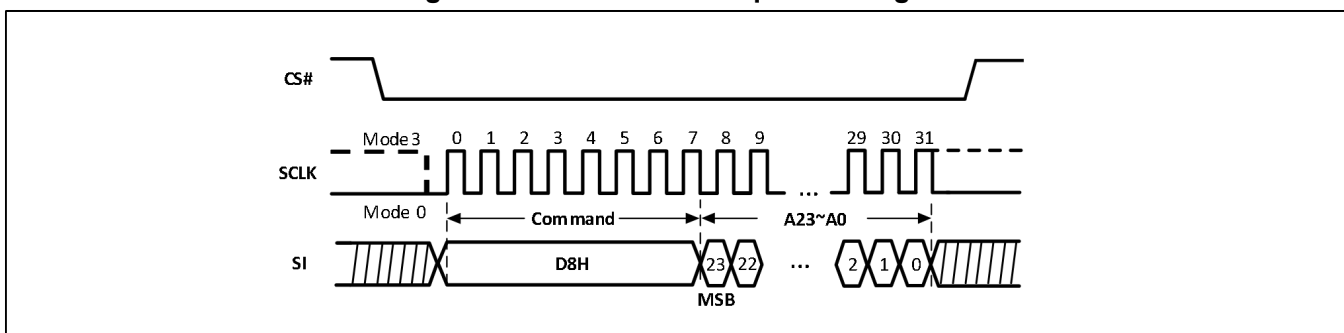 CS#
Mode 3 0 1 2 3 4 5 6 7 8 9 29 30 31
SCLK
...
Mode 0 Command A23~A0
SI D8H 23 22 ... 2 1 0
MSB